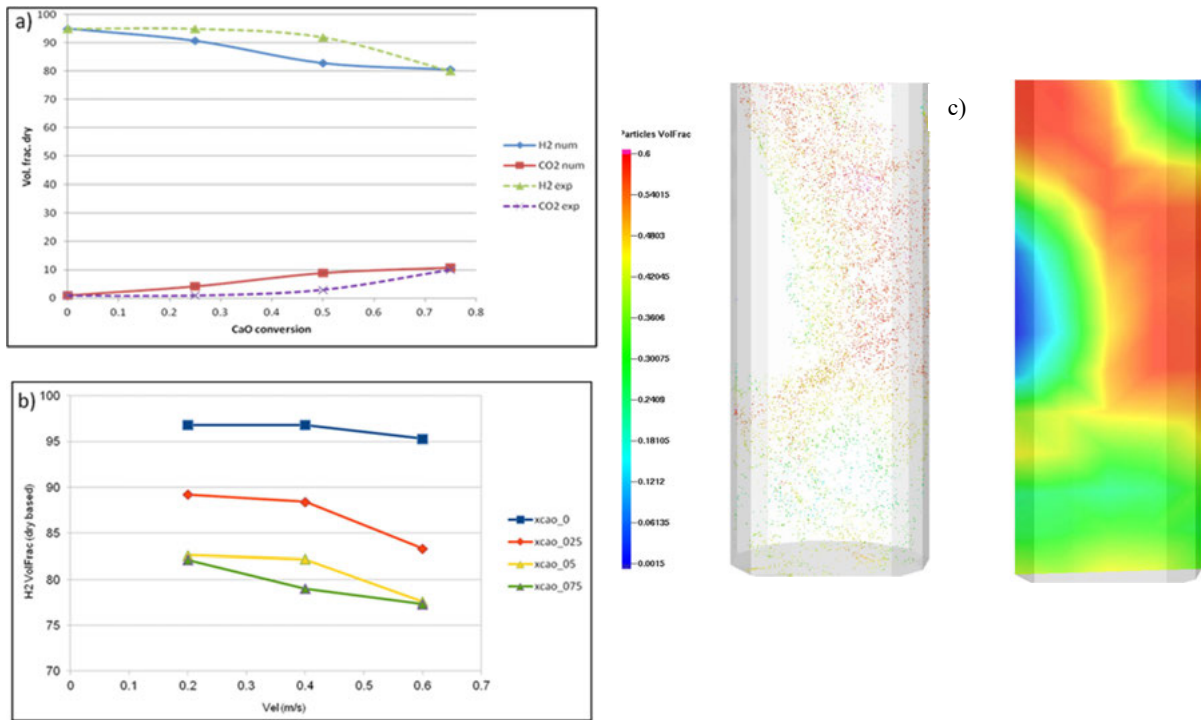 a)
100
90
80
70
60
50
40
30
20
10
0
Vol. frac. dry
0 0.1 0.2 0.3 0.4 0.5 0.6 0.7 0.8
CaO conversion
H2 num
CO2 num
H2 exp
CO2 exp
b)
100
95
90
85
80
75
70
H2 VolFrac (dry based)
0 0.1 0.2 0.3 0.4 0.5 0.6 0.7
Vel (m/s)
xcao_0
xcao_025
xcao_05
xcao_075
c)
Particles VolFrac
0.6
0.54015
0.4803
0.42045
0.3606
0.30075
0.2409
0.18105
0.1212
0.06135
0.0015